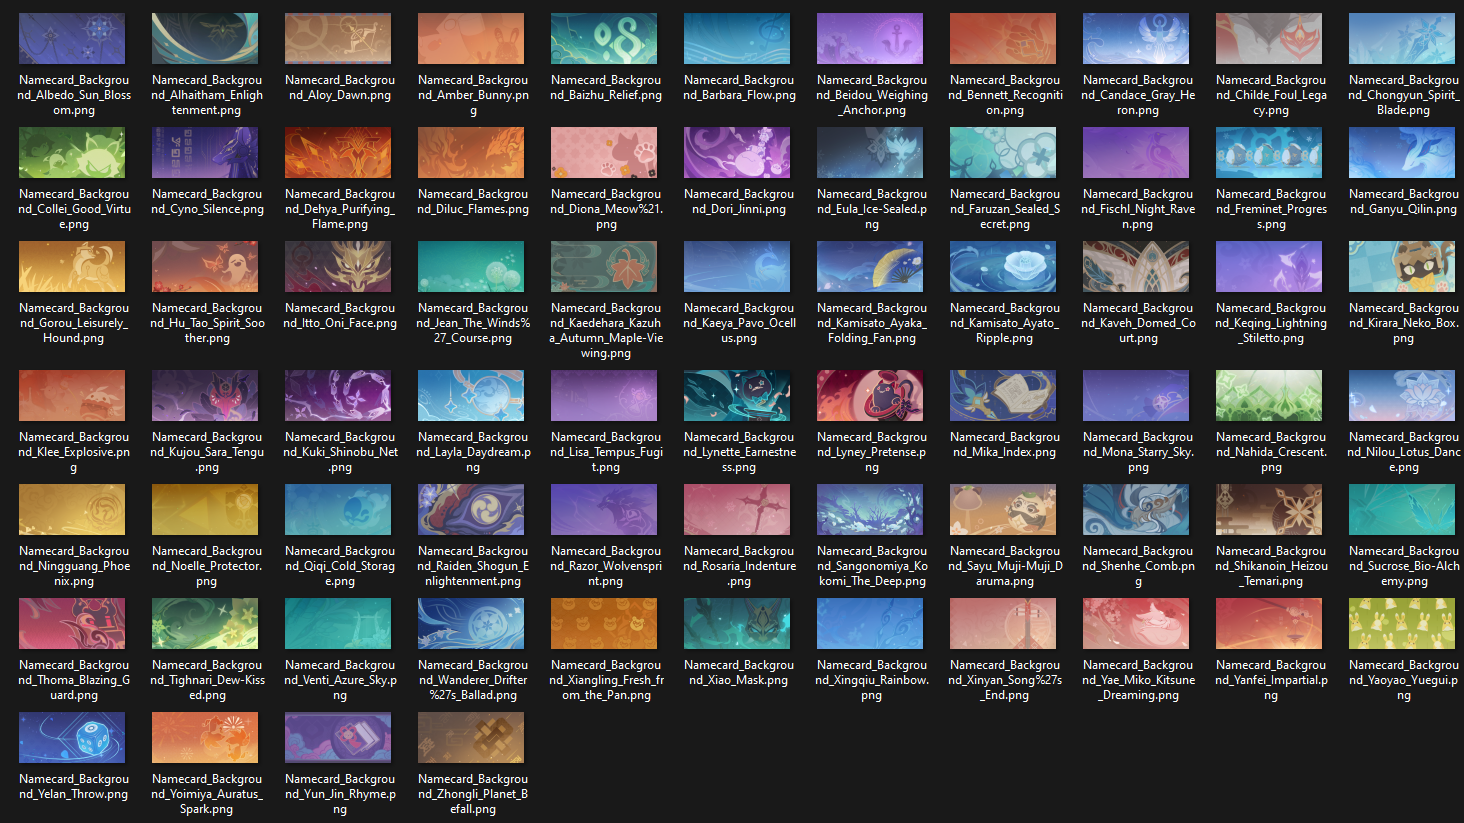 Namecard_Background_Albedo_Sun_Blossom.png
Namecard_Background_Alhaitham_Enlightenment.png
Namecard_Background_Aloy_Dawn.png
Namecard_Background_Amber_Bunny.png
Namecard_Background_Baizhu_Relief.png
Namecard_Background_Barbara_Flow.png
Namecard_Background_Beidou_Weighing_Anchor.png
Namecard_Background_Bennett_Recognition.png
Namecard_Background_Candace_Gray_Heron.png
Namecard_Background_Childe_Foul_Legacy.png
Namecard_Background_Chongyun_Spirit_Blade.png
Namecard_Background_Collei_Good_Virtue.png
Namecard_Background_Cyno_Silence.png
Namecard_Background_Dehya_Purifying_Flame.png
Namecard_Background_Diluc_Flames.png
Namecard_Background_Diona_Meow%21.png
Namecard_Background_Dori_Jinni.png
Namecard_Background_Eula_Ice-Sealed.png
Namecard_Background_Faruzan_Sealed_Secret.png
Namecard_Background_Fischl_Night_Raven.png
Namecard_Background_Freminet_Progress.png
Namecard_Background_Ganyu_Qilin.png
Namecard_Background_Gorou_Leisurely_Hound.png
Namecard_Background_Hu_Tao_Spirit_Soother.png
Namecard_Background_Itto_Oni_Face.png
Namecard_Background_Jean_The_Winds%27_Course.png
Namecard_Background_Kaedehara_Kazuha_Autumn_Maple-Viewing.png
Namecard_Background_Kaeya_Pavo_Ocellus.png
Namecard_Background_Kamisato_Ayaka_Folding_Fan.png
Namecard_Background_Kamisato_Ayato_Ripple.png
Namecard_Background_Kaveh_Domed_Court.png
Namecard_Background_Keqing_Lightning_Stiletto.png
Namecard_Background_Kirara_Neko_Box.png
Namecard_Background_Klee_Explosive.png
Namecard_Background_Kujou_Sara_Tengu.png
Namecard_Background_Kuki_Shinobu_Net.png
Namecard_Background_Layla_Daydream.png
Namecard_Background_Lisa_Tempus_Fugit.png
Namecard_Background_Lynette_Earnestness.png
Namecard_Background_Lyney_Pretense.png
Namecard_Background_Mika_Index.png
Namecard_Background_Mona_Starry_Sky.png
Namecard_Background_Nahida_Crescent.png
Namecard_Background_Nilou_Lotus_Dance.png
Namecard_Background_Ningguang_Phoenix.png
Namecard_Background_Noelle_Protector.png
Namecard_Background_Qiqi_Cold_Storage.png
Namecard_Background_Raiden_Shogun_Enlightenment.png
Namecard_Background_Razor_Wolvensprint.png
Namecard_Background_Rosaria_Indenture.png
Namecard_Background_Sangonomiya_Kokomi_The_Deep.png
Namecard_Background_Sayu_Muji-Muji_Daruma.png
Namecard_Background_Shenhe_Comb.png
Namecard_Background_Shikanoin_Heizou_Temari.png
Namecard_Background_Sucrose_Bio-Alchemy.png
Namecard_Background_Thoma_Blazing_Guard.png
Namecard_Background_Tighnari_Dew-Kissed.png
Namecard_Background_Venti_Azure_Sky.png
Namecard_Background_Wanderer_Drifter%27s_Ballad.png
Namecard_Background_Xiangling_Fresh_from_the_Pan.png
Namecard_Background_Xiao_Mask.png
Namecard_Background_Xingqiu_Rainbow.png
Namecard_Background_Xinyan_Song%27s_End.png
Namecard_Background_Yae_Miko_Kitsune_Dreaming.png
Namecard_Background_Yanfei_Impartial.png
Namecard_Background_Yaoyao_Yuegui.png
Namecard_Background_Yelan_Throw.png
Namecard_Background_Yoimiya_Auratus_Spark.png
Namecard_Background_Yun_Jin_Rhyme.png
Namecard_Background_Zhongli_Planet_Befall.png